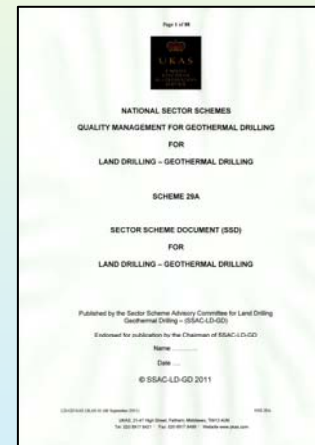 Page 1 of 98
UKAS
NATIONAL SECTOR SCHEMES
QUALITY MANAGEMENT FOR GEOTHERMAL DRILLING
FOR
LAND DRILLING – GEOTHERMAL DRILLING
SCHEME 29A
SECTOR SCHEME DOCUMENT (SSD)
FOR
LAND DRILLING – GEOTHERMAL DRILLING
Published by the Sector Scheme Advisory Committee for Land Drilling
Geothermal Drilling – (SSAC-LD-GD)
Endorsed for publication by the Chairman of SSAC-LD-GD
Name
Date ....
© SSAC-LD-GD 2011